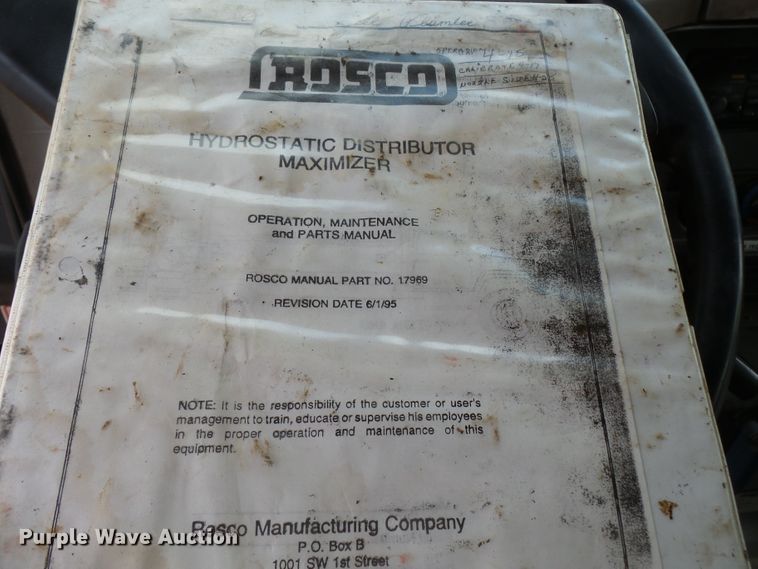 ROSCO
HYDROSTATIC DISTRIBUTOR
MAXIMIZER
OPERATION, MAINTENANCE
and PARTS MANUAL
ROSCO MANUAL PART NO. 17969
REVISION DATE 6/1/95
NOTE: It is the responsibility of the customer or user's
management to train, educate or supervise his employees
in the proper operation and maintenance of this
equipment.
Rosco Manufacturing Company
P.O. Box B
1001 SW 1st Street
Purple Wave Auction